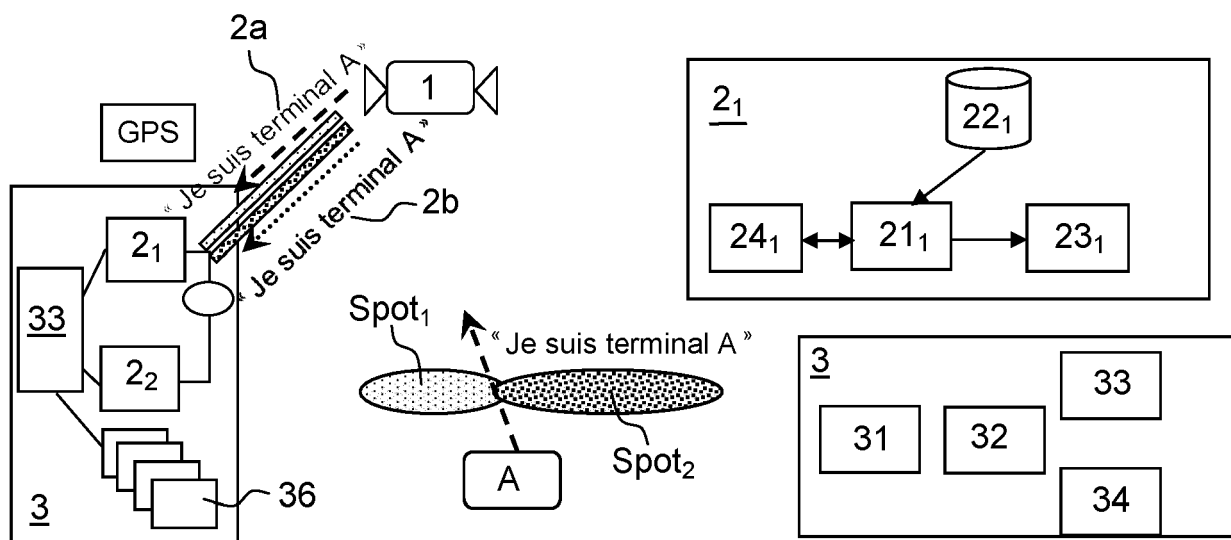 2a
« Je suis terminal A »
1
GPS
« Je suis terminal A »
2b
2₁
33
2₂
36
3
Spot₁
« Je suis terminal A »
Spot₂
A
2₁
22₁
24₁
21₁
23₁
3
33
31
32
34